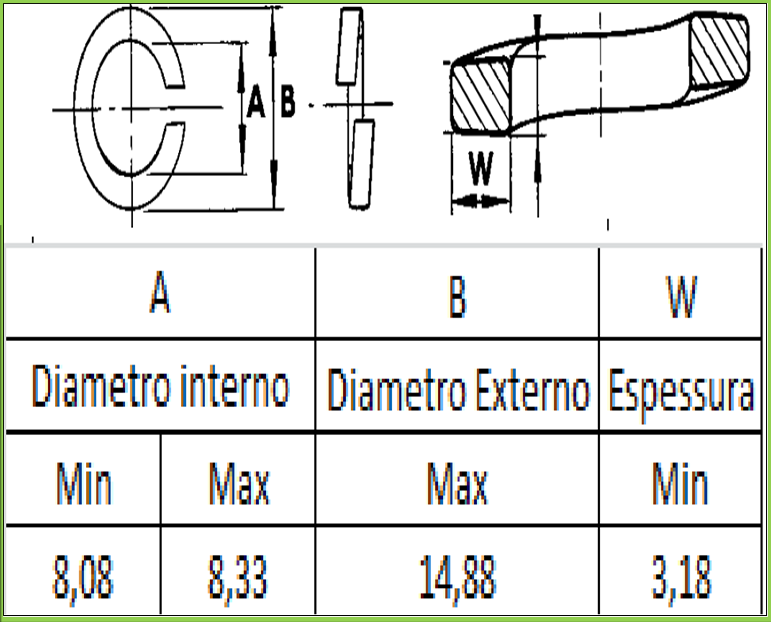 A B
W
A B W
Diametro interno Diametro Externo Espessura
Min Max Max Min
8,08 8,33 14,88 3,18